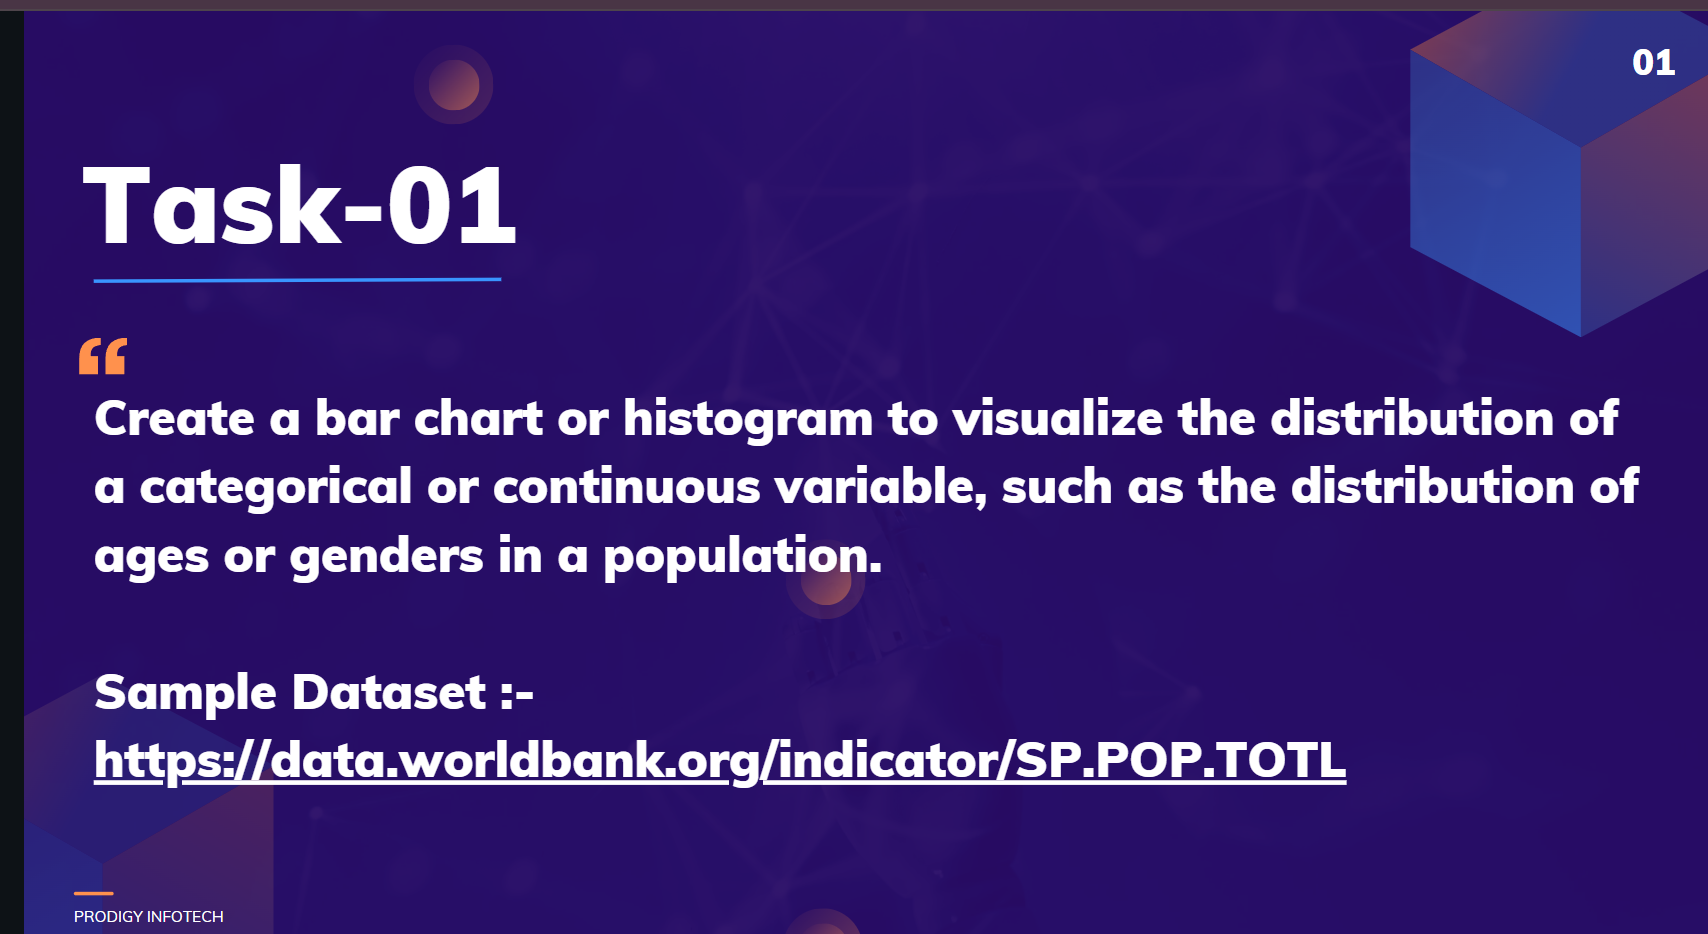 01
Task-01
“
Create a bar chart or histogram to visualize the distribution of
a categorical or continuous variable, such as the distribution of
ages or genders in a population.
Sample Dataset :-
https://data.worldbank.org/indicator/SP.POP.TOTL
PRODIGY INFOTECH